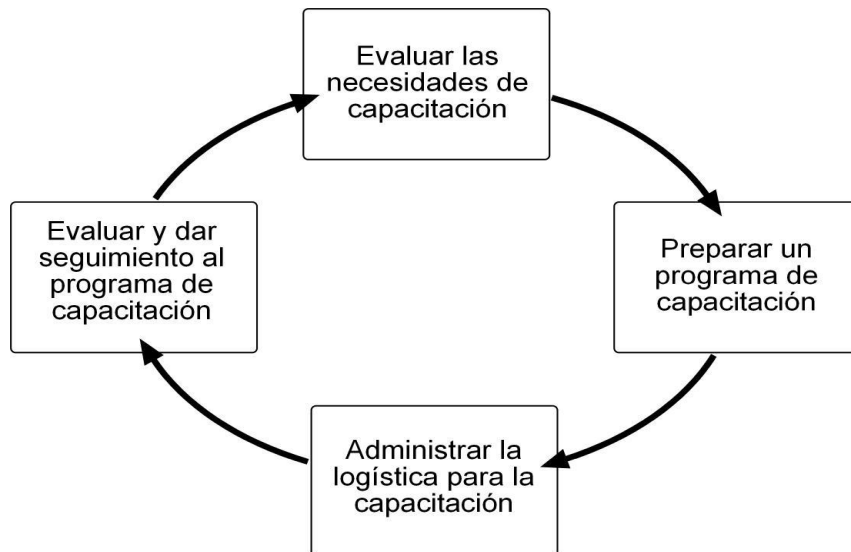 Evaluar las
necesidades de
capacitación
Preparar un
programa de
capacitación
Administrar la
logística para la
capacitación
Evaluar y dar
seguimiento al
programa de
capacitación